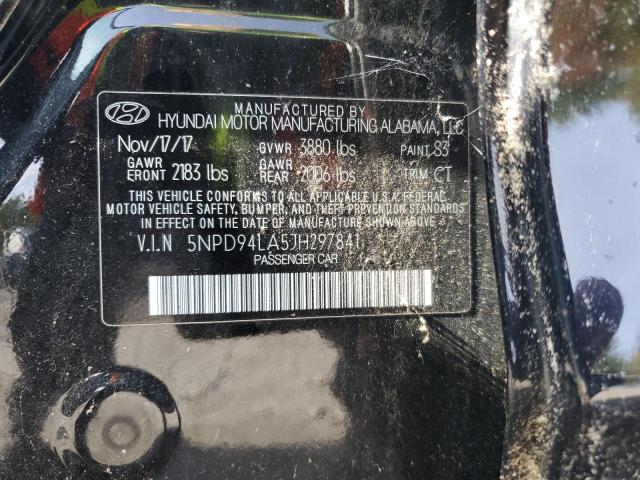 MANUFACTURED BY
HYUNDAI MOTOR MANUFACTURING ALABAMA, LLC
Nov/17/17 GVWR 3880 lbs PAINT S3
GAWR FRONT 2183 lbs GAWR REAR 2006 lbs TRIM CT
THIS VEHICLE CONFORMS TO ALL APPLICABLE U.S.A. FEDERAL
MOTOR VEHICLE SAFETY, BUMPER, AND THEFT PREVENTION STANDARDS
IN EFFECT ON THE DATE OF MANUFACTURE SHOWN ABOVE.
V.I.N 5NPD94LA5JH297841
PASSENGER CAR